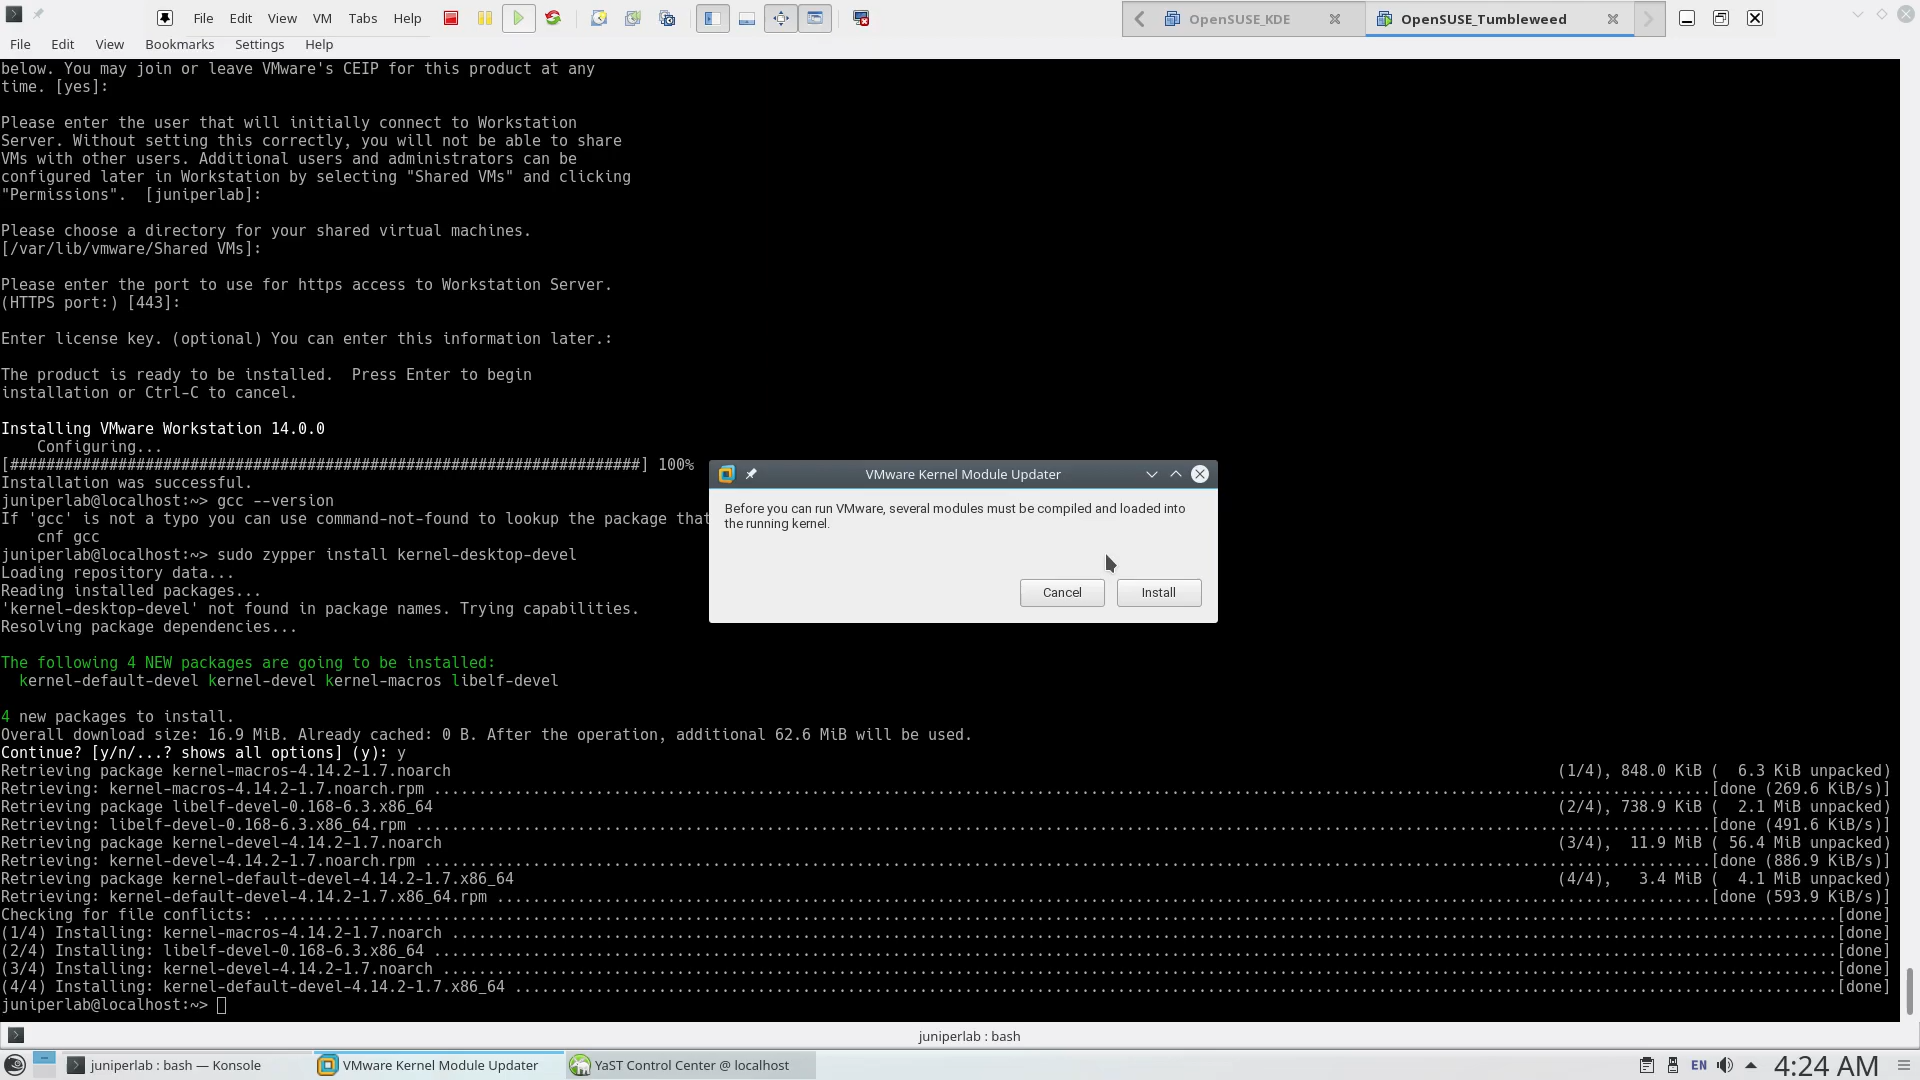 File Edit View VM Tabs Help
OpenSUSE_KDE
OpenSUSE_Tumbleweed
File Edit View Bookmarks Settings Help
below. You may join or leave VMware's CEIP for this product at any
time. [yes]:
Please enter the user that will initially connect to Workstation
Server. Without setting this correctly, you will not be able to share
VMs with other users. Additional users and administrators can be
configured later in Workstation by selecting "Shared VMs" and clicking
"Permissions".  [juniperlab]:
Please choose a directory for your shared virtual machines.
[/var/lib/vmware/Shared VMs]:
Please enter the port to use for https access to Workstation Server.
(HTTPS port:) [443]:
Enter license key. (optional) You can enter this information later.:
The product is ready to be installed.  Press Enter to begin
installation or Ctrl-C to cancel.
Installing VMware Workstation 14.0.0
    Configuring...
[######################################################################] 100%
Installation was successful.
juniperlab@localhost:~> gcc --version
If 'gcc' is not a typo you can use command-not-found to lookup the package that
    cnf gcc
juniperlab@localhost:~> sudo zypper install kernel-desktop-devel
Loading repository data...
Reading installed packages...
'kernel-desktop-devel' not found in package names. Trying capabilities.
Resolving package dependencies...
VMware Kernel Module Updater
Before you can run VMware, several modules must be compiled and loaded into
the running kernel.
Cancel Install
The following 4 NEW packages are going to be installed:
  kernel-default-devel kernel-devel kernel-macros libelf-devel
4 new packages to install.
Overall download size: 16.9 MiB. Already cached: 0 B. After the operation, additional 62.6 MiB will be used.
Continue? [y/n/...? shows all options] (y): y
Retrieving package kernel-macros-4.14.2-1.7.noarch (1/4), 848.0 KiB (  6.3 KiB unpacked)
Retrieving: kernel-macros-4.14.2-1.7.noarch.rpm ...[done (269.6 KiB/s)]
Retrieving package libelf-devel-0.168-6.3.x86_64 (2/4), 738.9 KiB (  2.1 MiB unpacked)
Retrieving: libelf-devel-0.168-6.3.x86_64.rpm ...[done (491.6 KiB/s)]
Retrieving package kernel-devel-4.14.2-1.7.noarch (3/4),  11.9 MiB ( 56.4 MiB unpacked)
Retrieving: kernel-devel-4.14.2-1.7.noarch.rpm ...[done (886.9 KiB/s)]
Retrieving package kernel-default-devel-4.14.2-1.7.x86_64 (4/4),   3.4 MiB (  4.1 MiB unpacked)
Retrieving: kernel-default-devel-4.14.2-1.7.x86_64.rpm ...[done (593.9 KiB/s)]
Checking for file conflicts: ...[done]
(1/4) Installing: kernel-macros-4.14.2-1.7.noarch ...[done]
(2/4) Installing: libelf-devel-0.168-6.3.x86_64 ...[done]
(3/4) Installing: kernel-devel-4.14.2-1.7.noarch ...[done]
(4/4) Installing: kernel-default-devel-4.14.2-1.7.x86_64 ...[done]
juniperlab@localhost:~>
juniperlab : bash
juniperlab : bash — Konsole
VMware Kernel Module Updater
YaST Control Center @ localhost
EN
4:24 AM